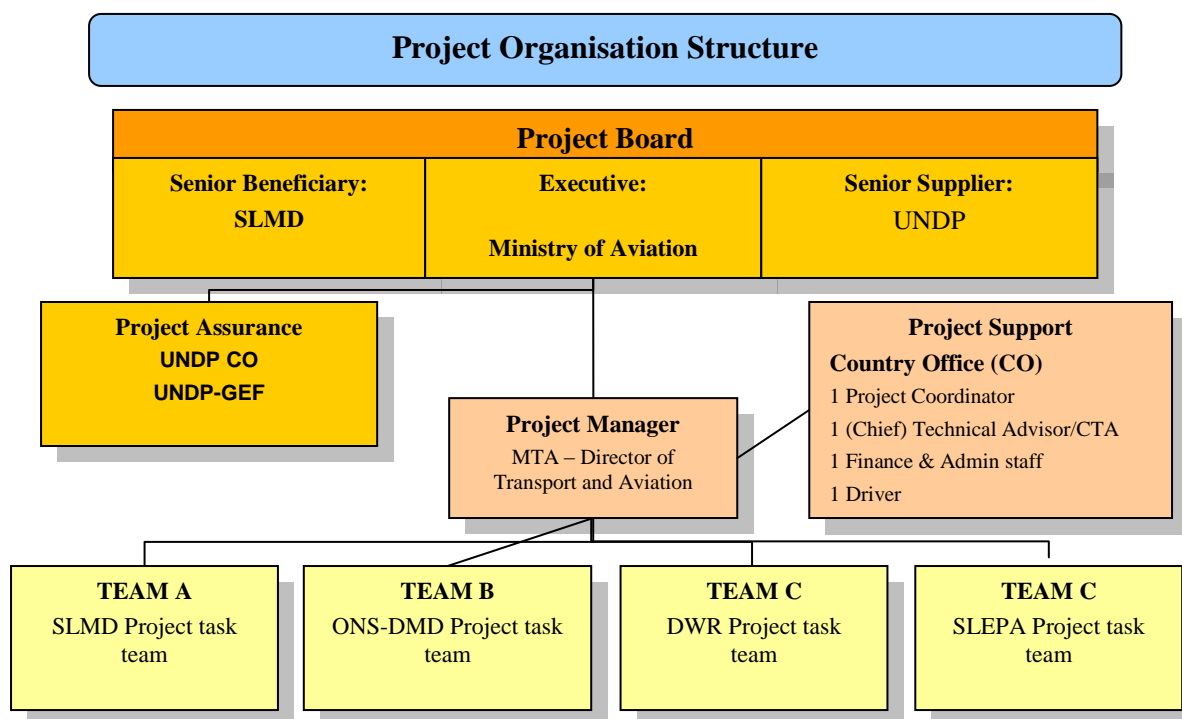 Project Organisation Structure
Project Board
Senior Beneficiary:
SLMD
Executive:
Ministry of Aviation
Senior Supplier:
UNDP
Project Assurance
UNDP CO
UNDP-GEF
Project Support
Country Office (CO)
1 Project Coordinator
1 (Chief) Technical Advisor/CTA
1 Finance & Admin staff
1 Driver
Project Manager
MTA – Director of
Transport and Aviation
TEAM A
SLMD Project task
team
TEAM B
ONS-DMD Project task
team
TEAM C
DWR Project task
team
TEAM C
SLEPA Project task
team